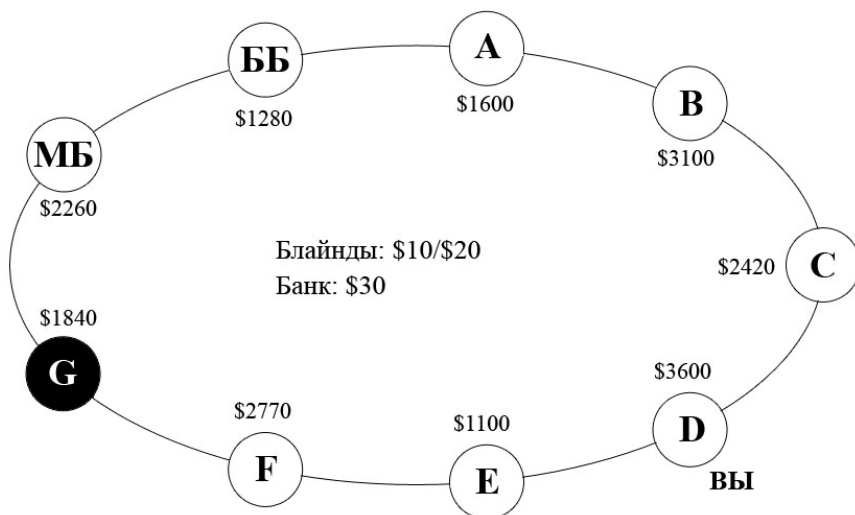 ББ
$1280
A
$1600
B
$3100
МБ
$2260
Блайнды: $10/$20
Банк: $30
$2420
C
$1840
G
$2770
F
$1100
E
$3600
D
ВЫ